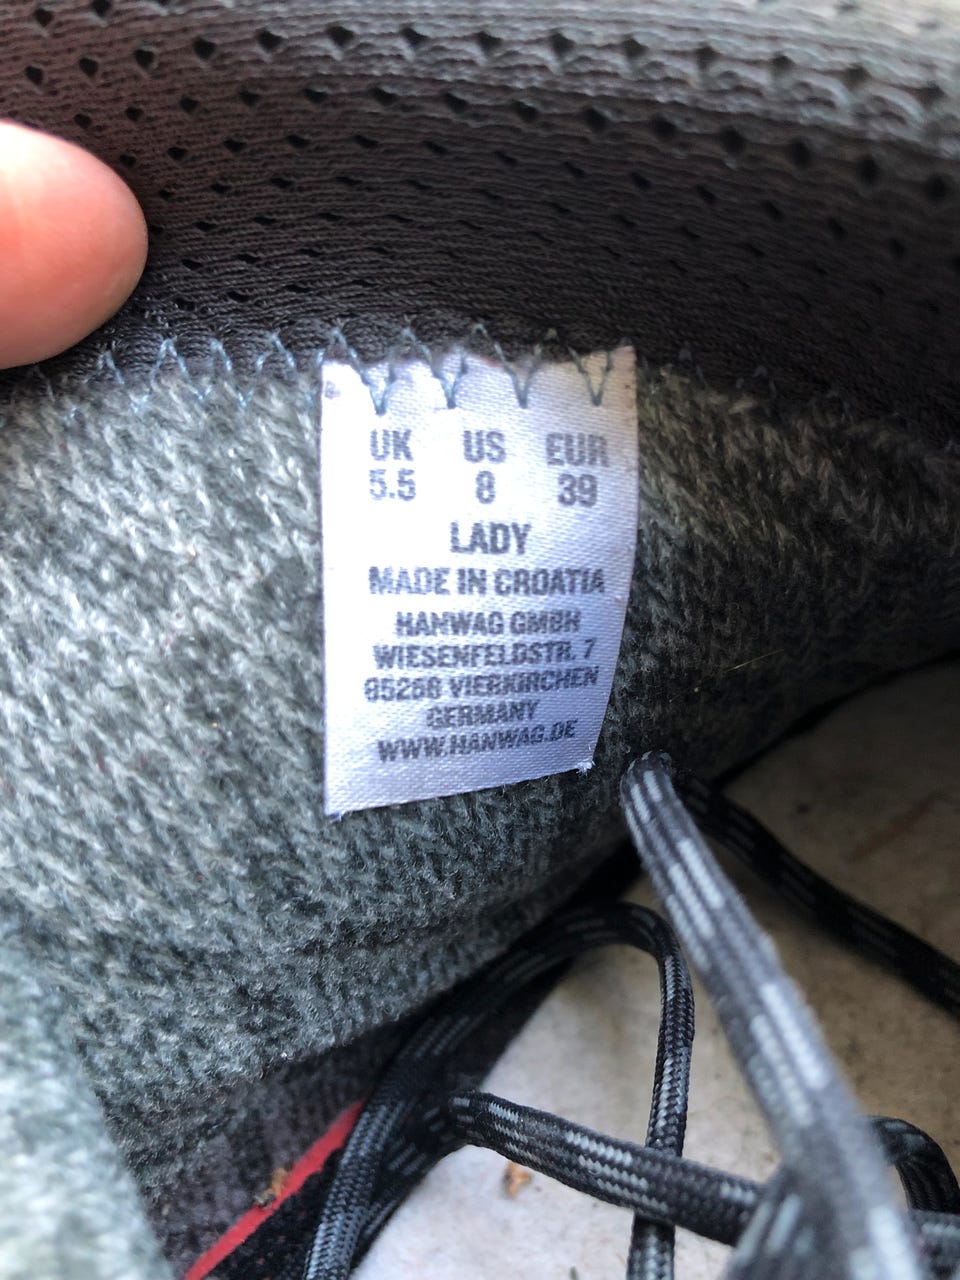 UK US EUR
5.5 8 39
LADY
MADE IN CROATIA
HANWAG GMBH
WIESENFELDSTR. 7
85256 VIERKIRCHEN
GERMANY
WWW.HANWAG.DE